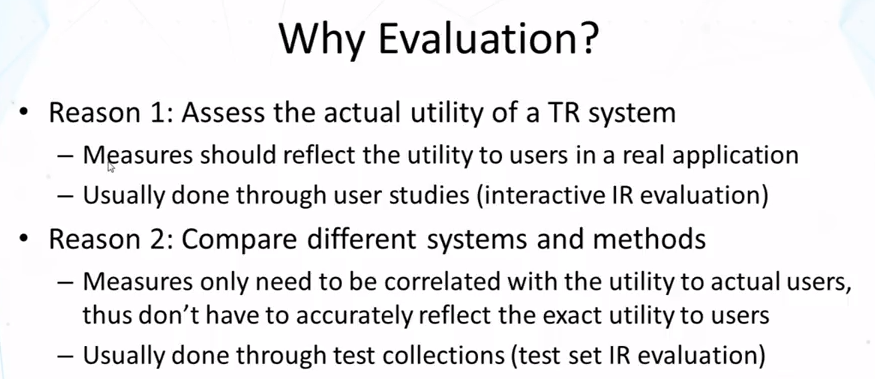 Why Evaluation?
• Reason 1: Assess the actual utility of a TR system
– Measures should reflect the utility to users in a real application
– Usually done through user studies (interactive IR evaluation)
• Reason 2: Compare different systems and methods
– Measures only need to be correlated with the utility to actual users,
thus don’t have to accurately reflect the exact utility to users
– Usually done through test collections (test set IR evaluation)